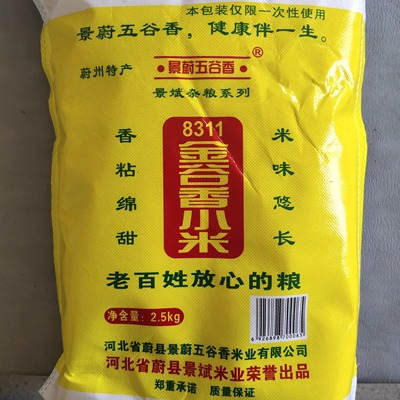 本包装仅限一次性使用
景蔚五谷香，健康伴一生。
蔚州特产
·景蔚五谷香·®
景斌杂粮系列
8311
金谷香小米
香粘绵甜
米味悠长
老百姓放心的粮
净含量：2.5kg
6926898700065
河北省蔚县景蔚五谷香米业有限公司
河北省蔚县景斌米业荣誉出品
郑重承诺 质量保证